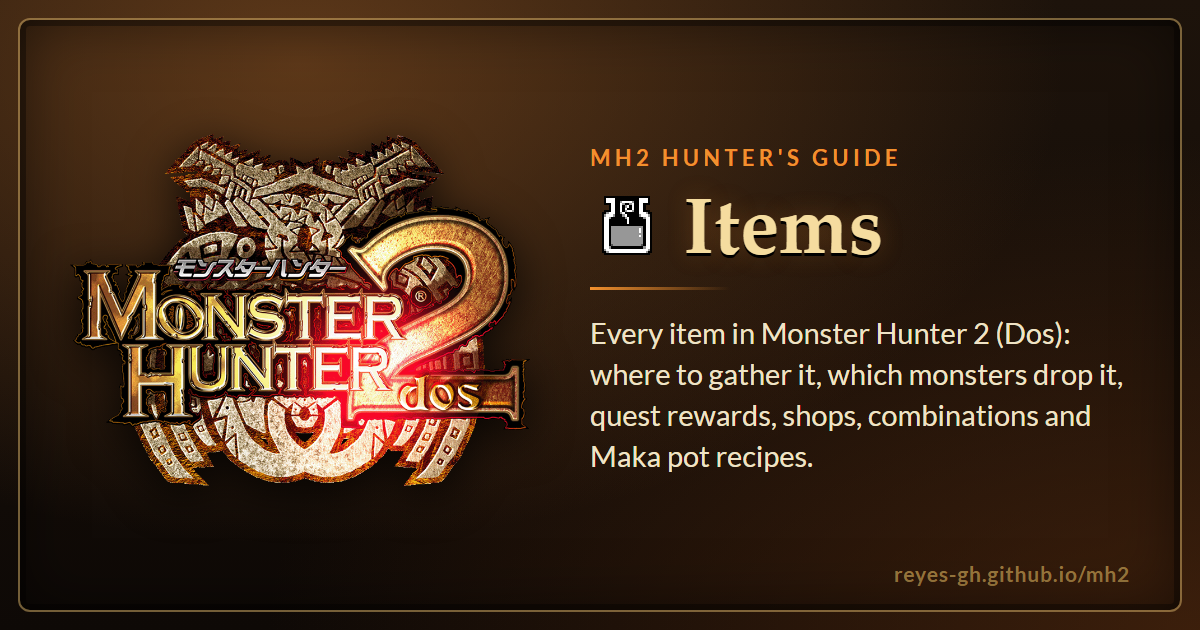 MH2 HUNTER'S GUIDE
Items
モンスターハンター
MONSTER
HUNTER
2
®
dos
Every item in Monster Hunter 2 (Dos):
where to gather it, which monsters drop it,
quest rewards, shops, combinations and
Maka pot recipes.
reyes-gh.github.io/mh2